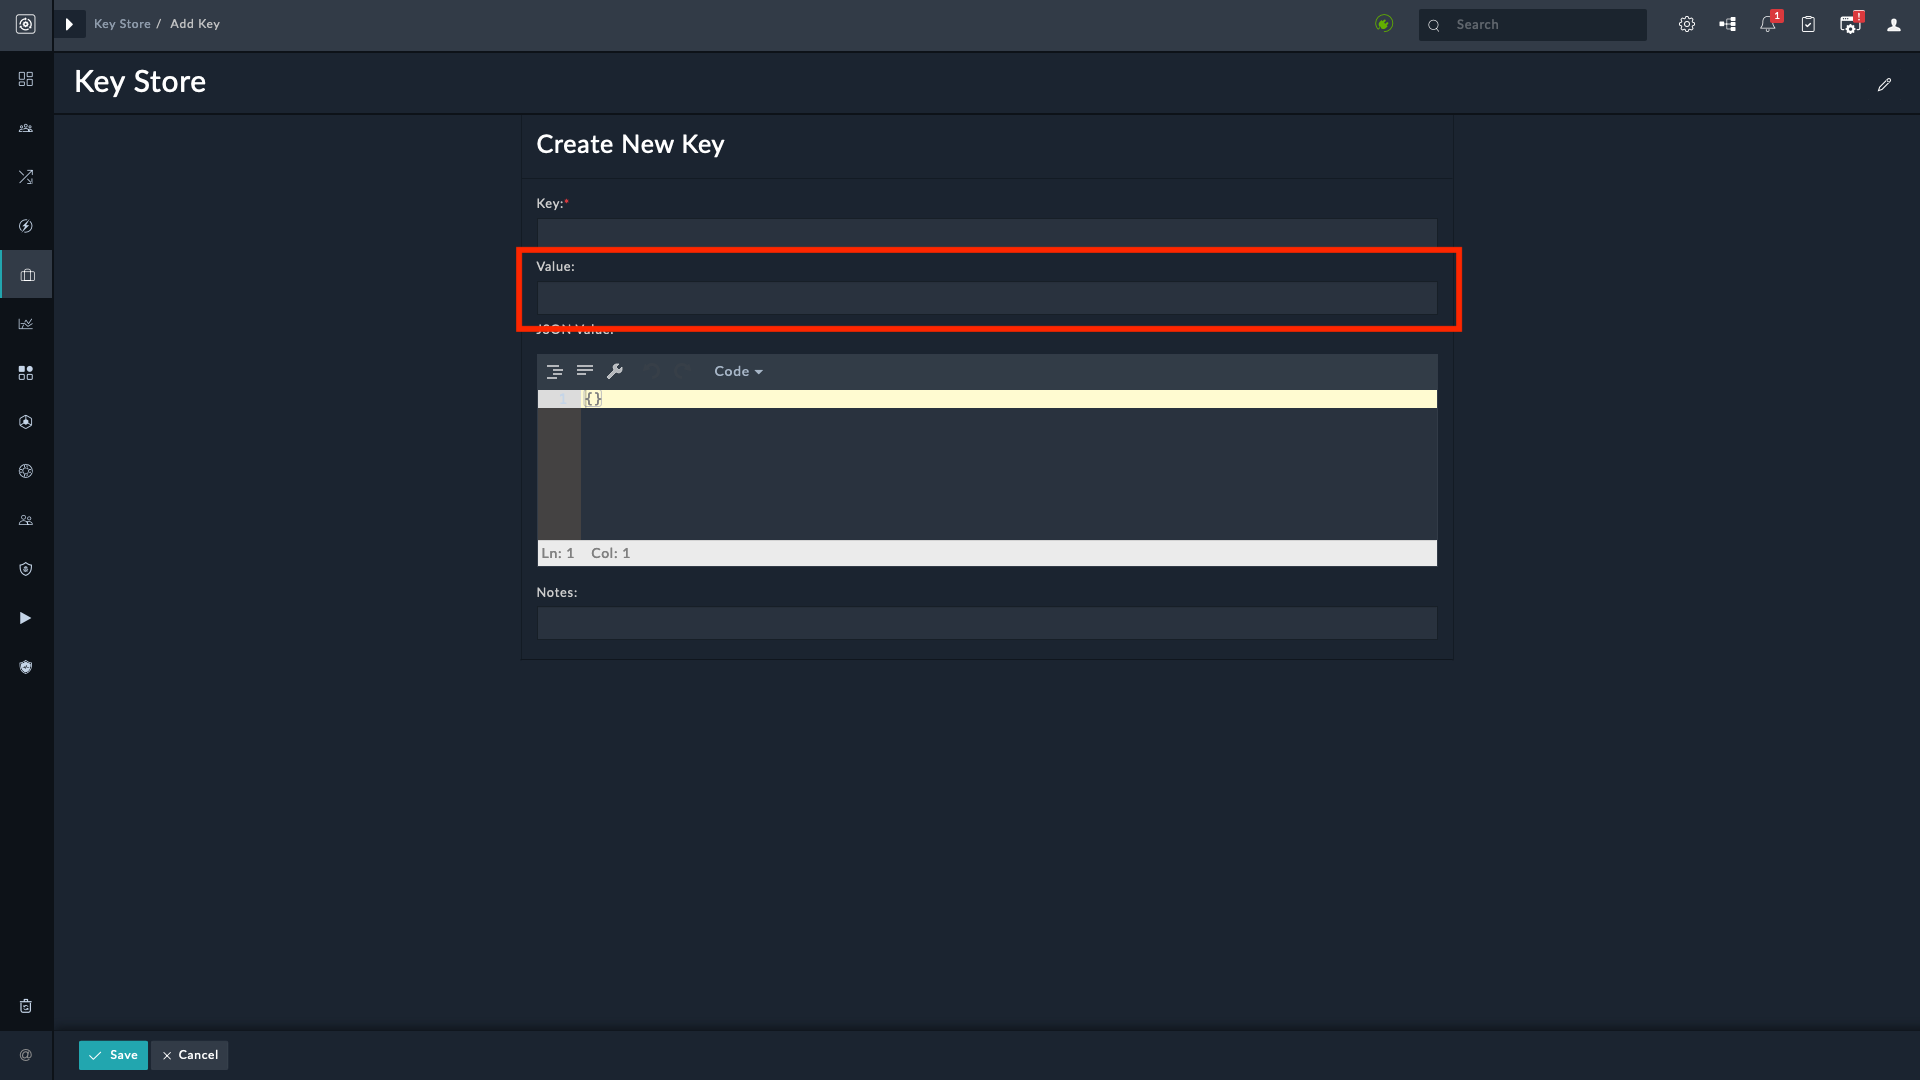 Key Store / Add Key
Search
1
!
Key Store
Create New Key
Key:*
Value:
JSON Value:
Code
1 {}
Ln: 1 Col: 1
Notes:
@
Save
Cancel